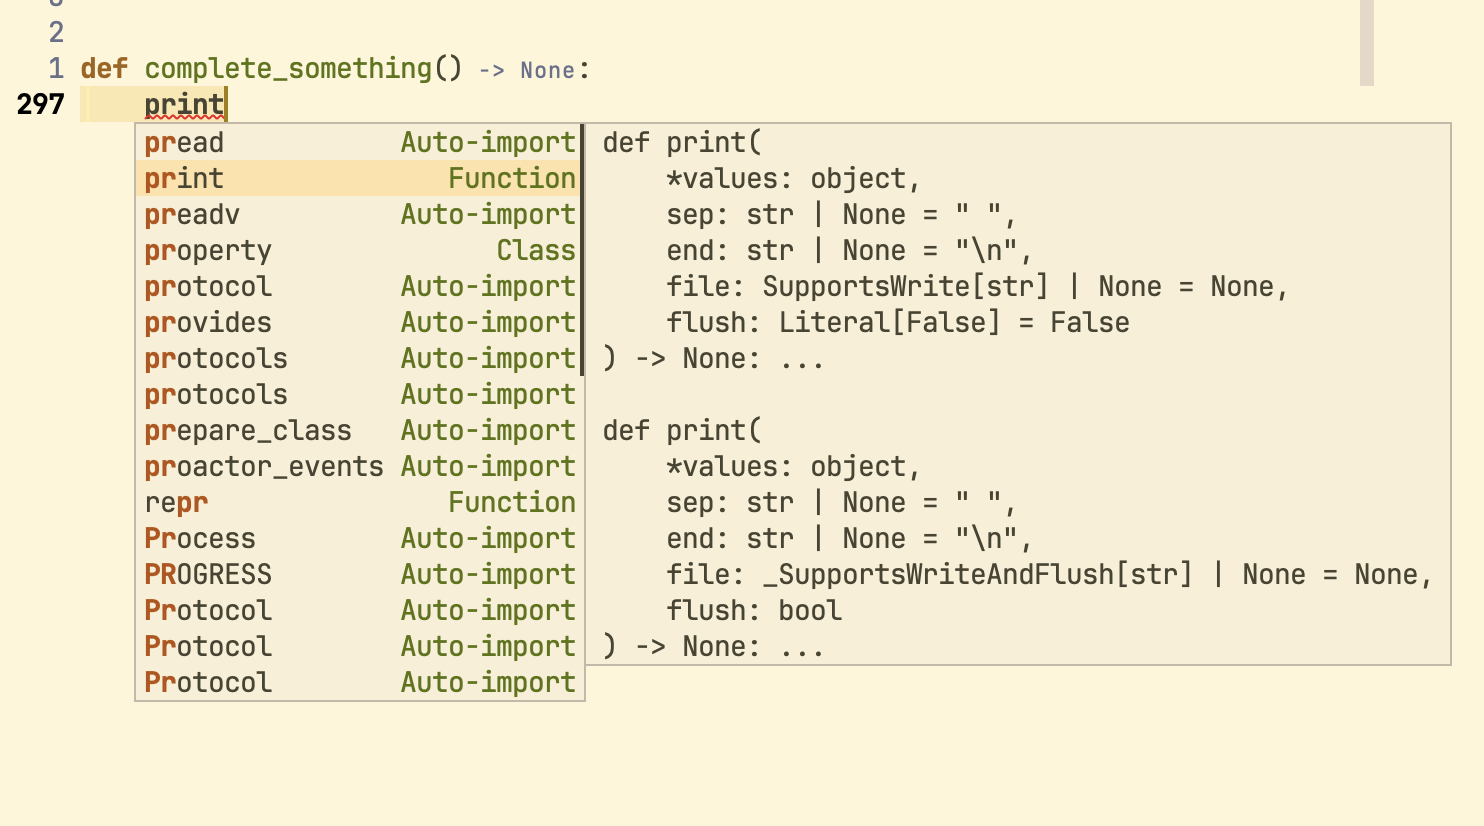 2
1 def complete_something() -> None:
297 print
pread Auto-import
print Function
preadv Auto-import
property Class
protocol Auto-import
provides Auto-import
protocols Auto-import
protocols Auto-import
prepare_class Auto-import
proactor_events Auto-import
repr Function
Process Auto-import
PROGRESS Auto-import
Protocol Auto-import
Protocol Auto-import
Protocol Auto-import
def print(
    *values: object,
    sep: str | None = " ",
    end: str | None = "\n",
    file: SupportsWrite[str] | None = None,
    flush: Literal[False] = False
) -> None: ...
def print(
    *values: object,
    sep: str | None = " ",
    end: str | None = "\n",
    file: _SupportsWriteAndFlush[str] | None = None,
    flush: bool
) -> None: ...